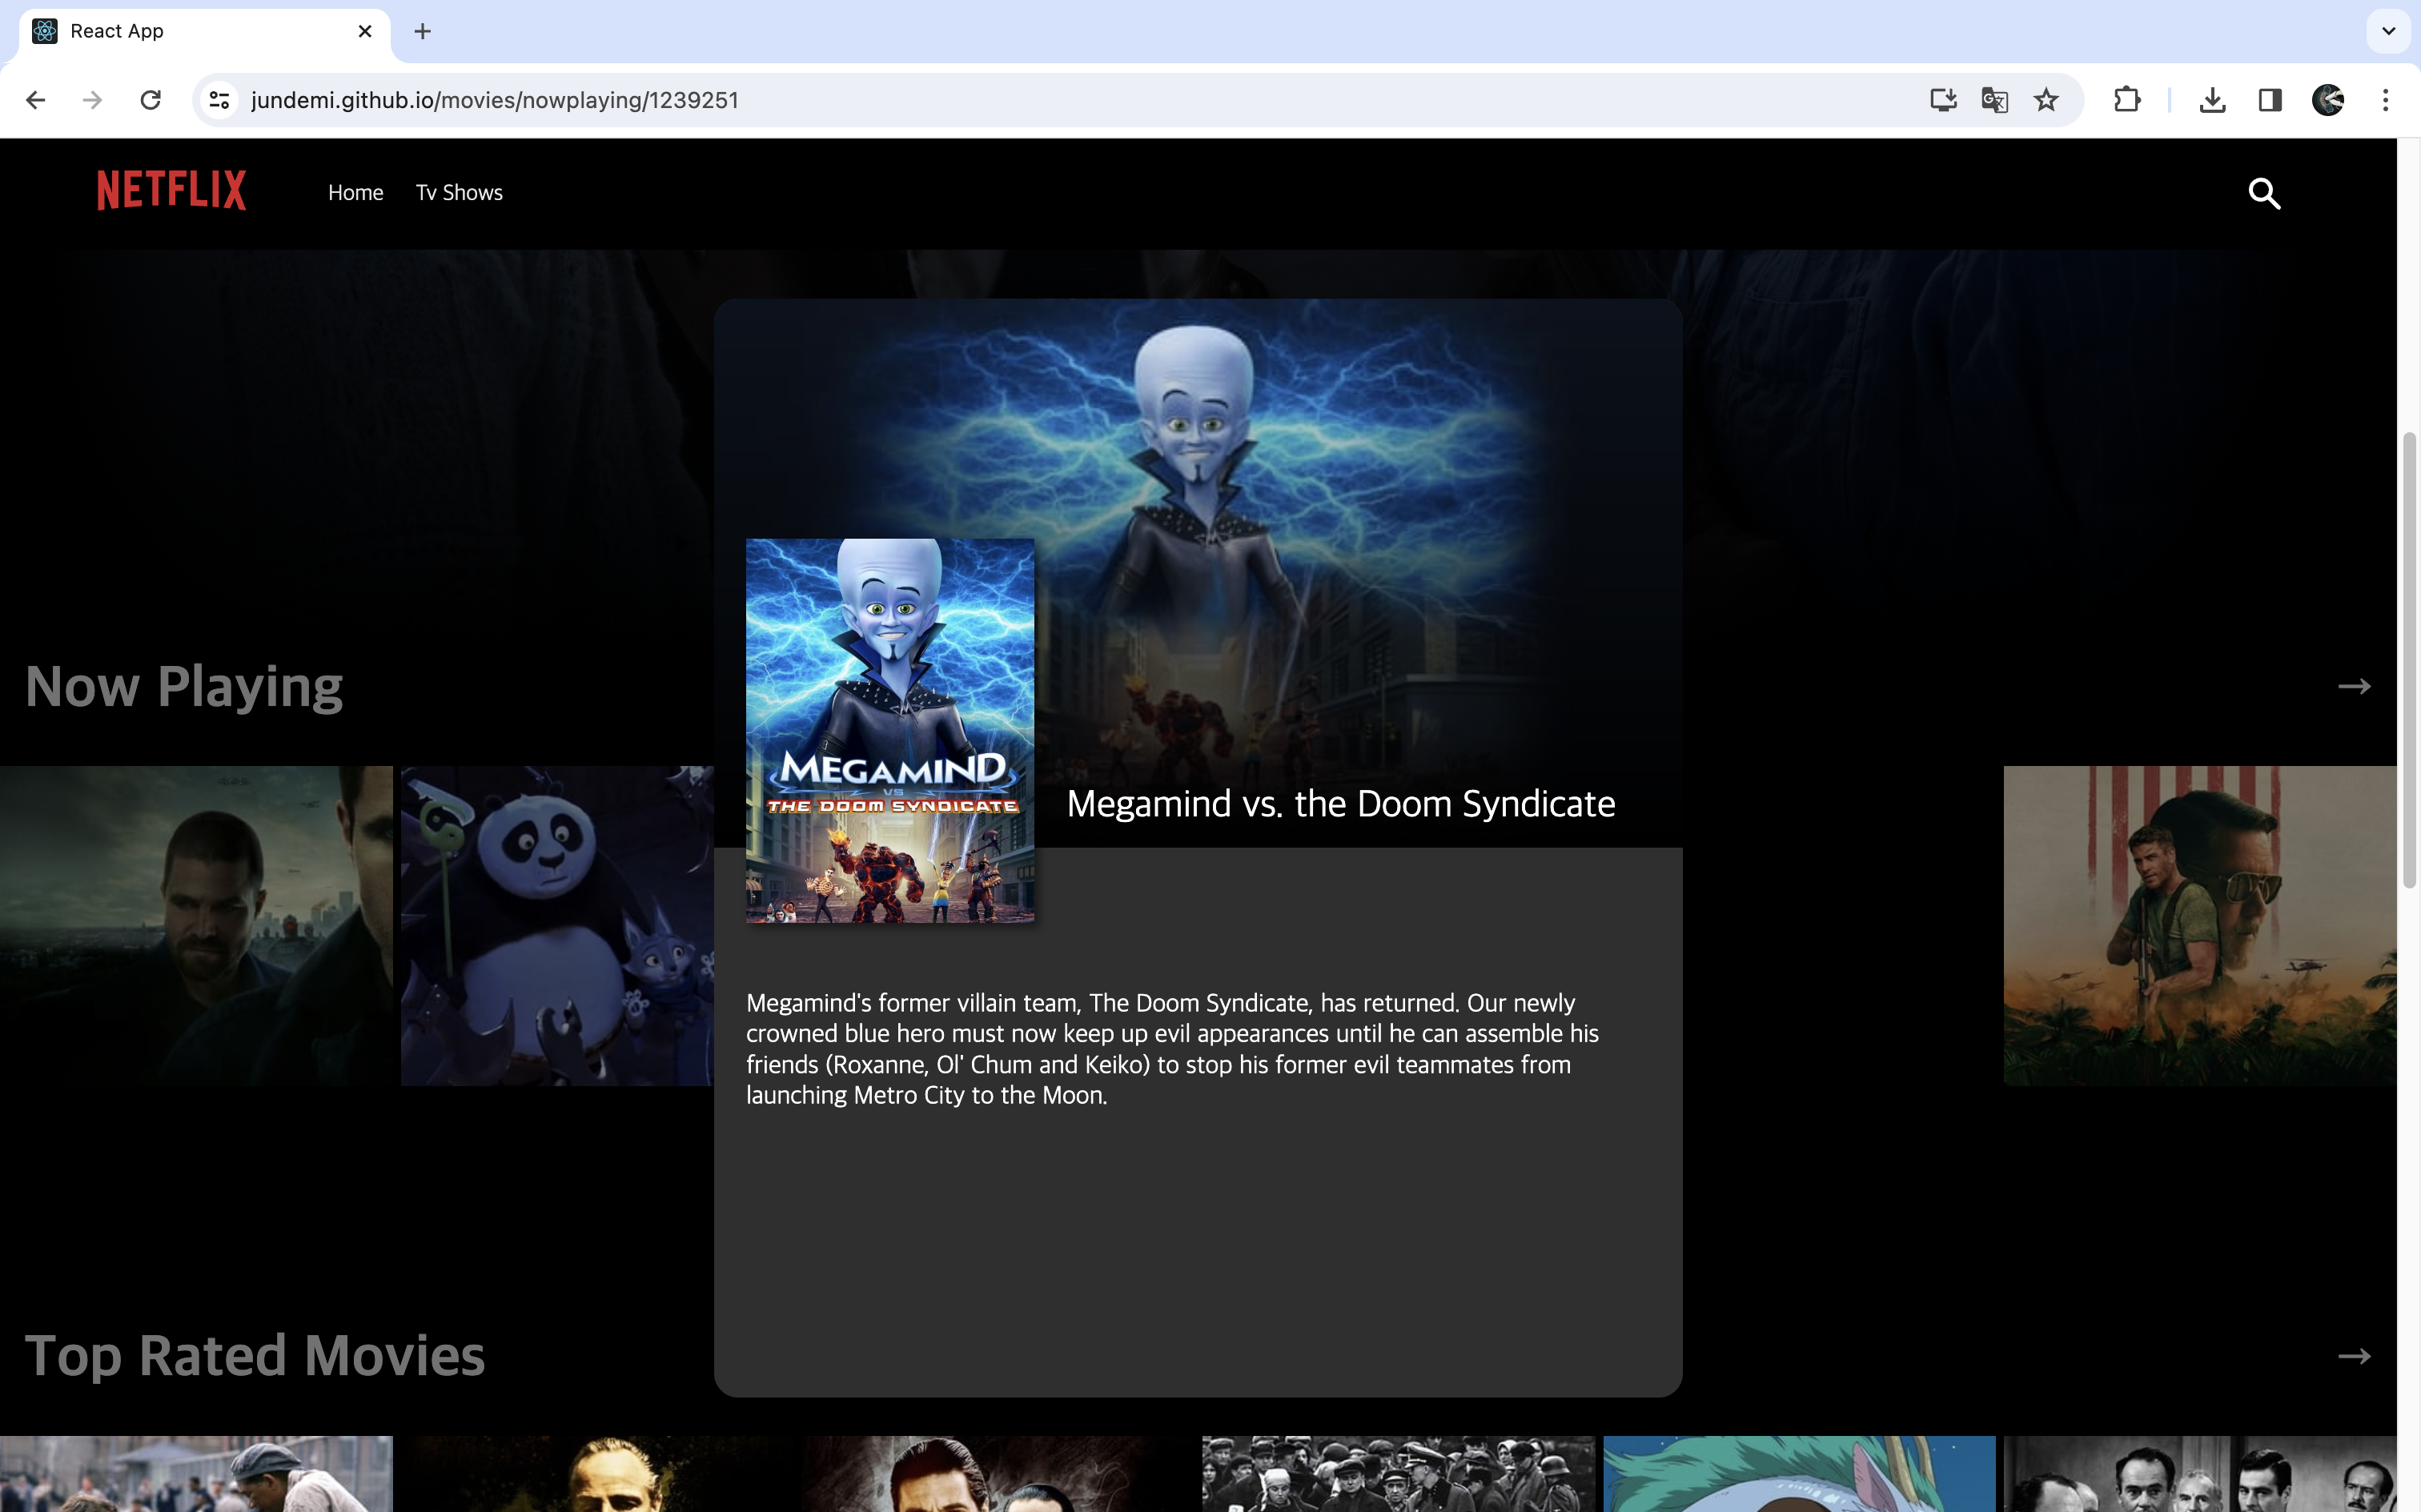 React App
jundemi.github.io/movies/nowplaying/1239251
NETFLIX
Home
Tv Shows
Now Playing
MEGAMIND
VS
THE DOOM SYNDICATE
Megamind vs. the Doom Syndicate
Megamind's former villain team, The Doom Syndicate, has returned. Our newly
crowned blue hero must now keep up evil appearances until he can assemble his
friends (Roxanne, Ol' Chum and Keiko) to stop his former evil teammates from
launching Metro City to the Moon.
Top Rated Movies